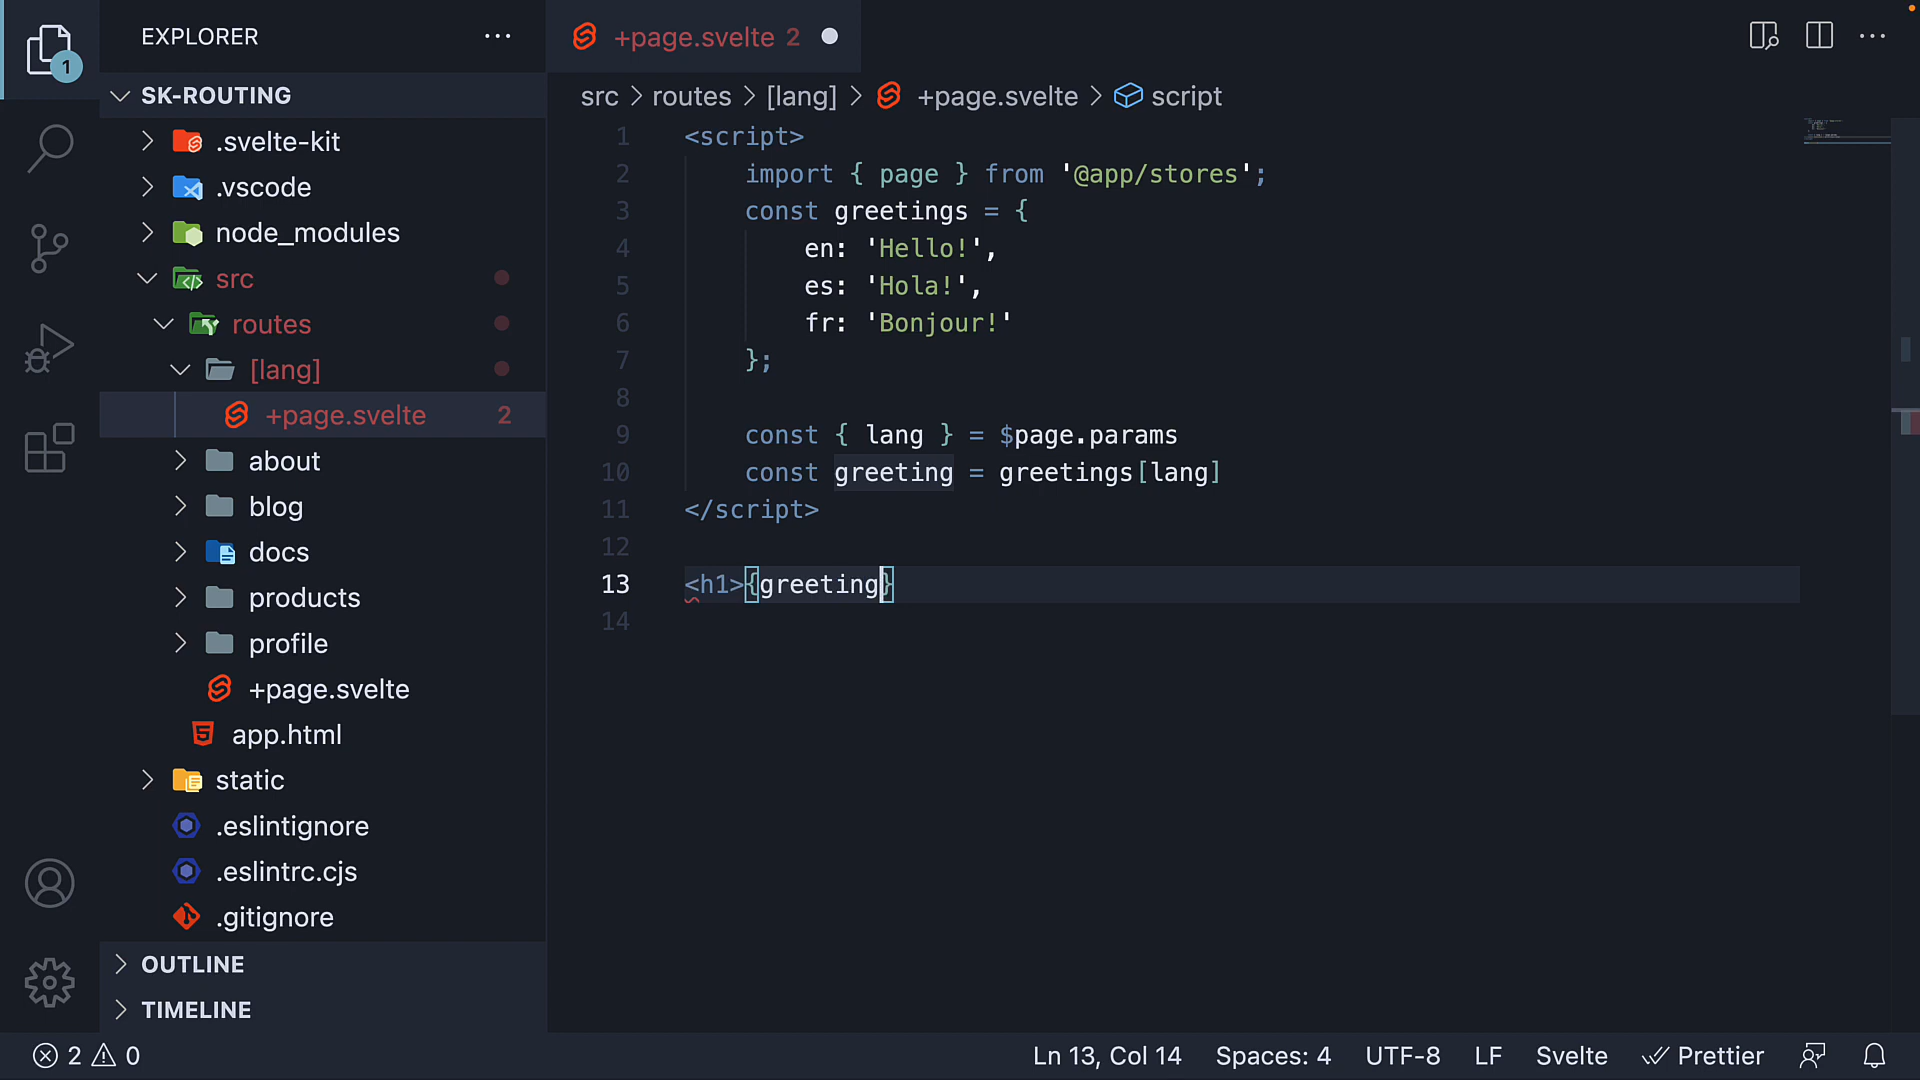 1
EXPLORER
SK-ROUTING
.svelte-kit
.vscode
node_modules
src
routes
[lang]
+page.svelte 2
about
blog
docs
products
profile
+page.svelte
app.html
static
.eslintignore
.eslintrc.cjs
.gitignore
OUTLINE
TIMELINE
+page.svelte 2
src > routes > [lang] > +page.svelte > script
1 <script>
2 import { page } from '@app/stores';
3 const greetings = {
4 en: 'Hello!',
5 es: 'Hola!',
6 fr: 'Bonjour!'
7 };
8
9 const { lang } = $page.params
10 const greeting = greetings[lang]
11 </script>
12
13 <h1>{greeting}
14
2 0
Ln 13, Col 14 Spaces: 4 UTF-8 LF Svelte Prettier